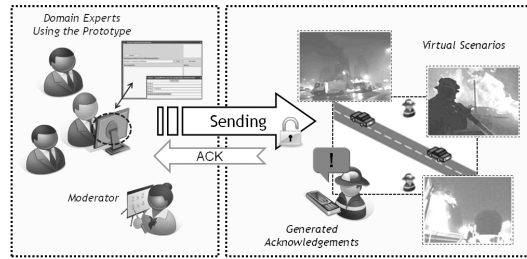 Domain Experts
Using the Prototype
Virtual Scenarios
Sending
ACK
!
Moderator
Generated
Acknowledgements